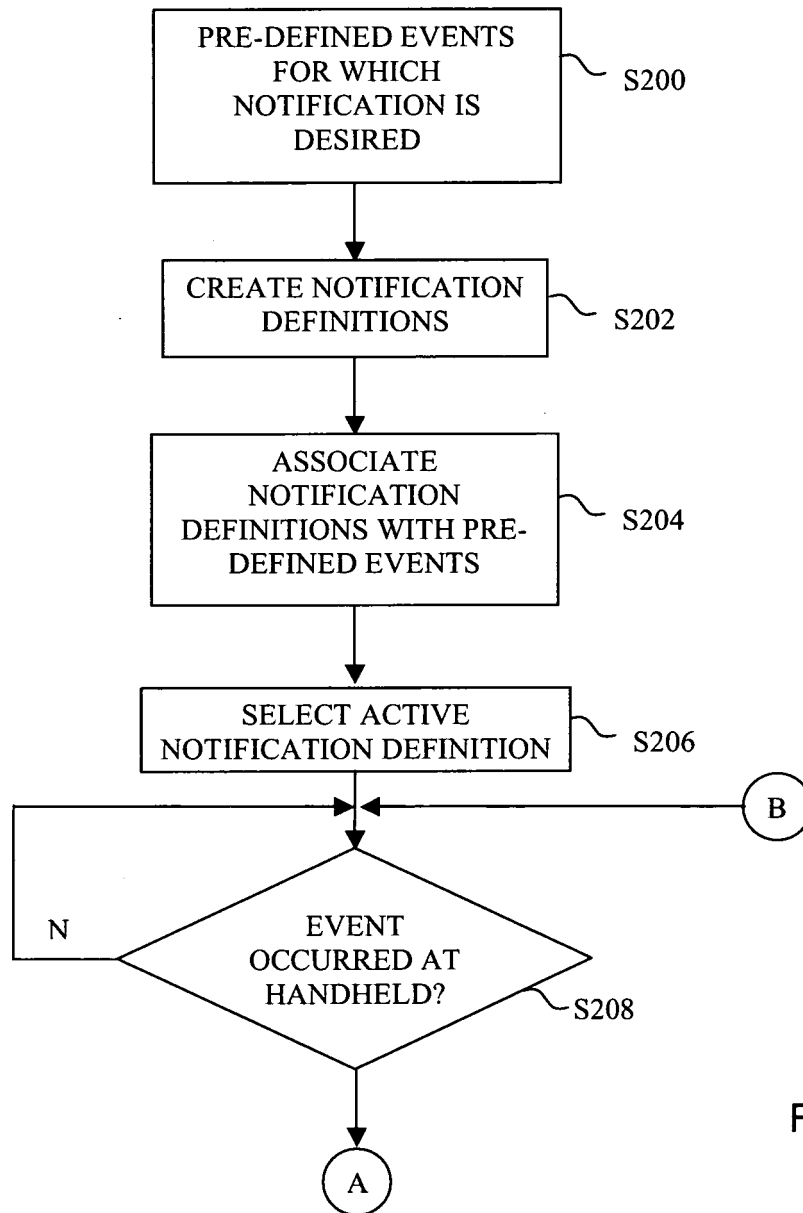 PRE-DEFINED EVENTS
FOR WHICH
NOTIFICATION IS
DESIRED
S200
CREATE NOTIFICATION
DEFINITIONS
S202
ASSOCIATE
NOTIFICATION
DEFINITIONS WITH PRE-
DEFINED EVENTS
S204
SELECT ACTIVE
NOTIFICATION DEFINITION
S206
B
N
EVENT
OCCURRED AT
HANDHELD?
S208
F
A